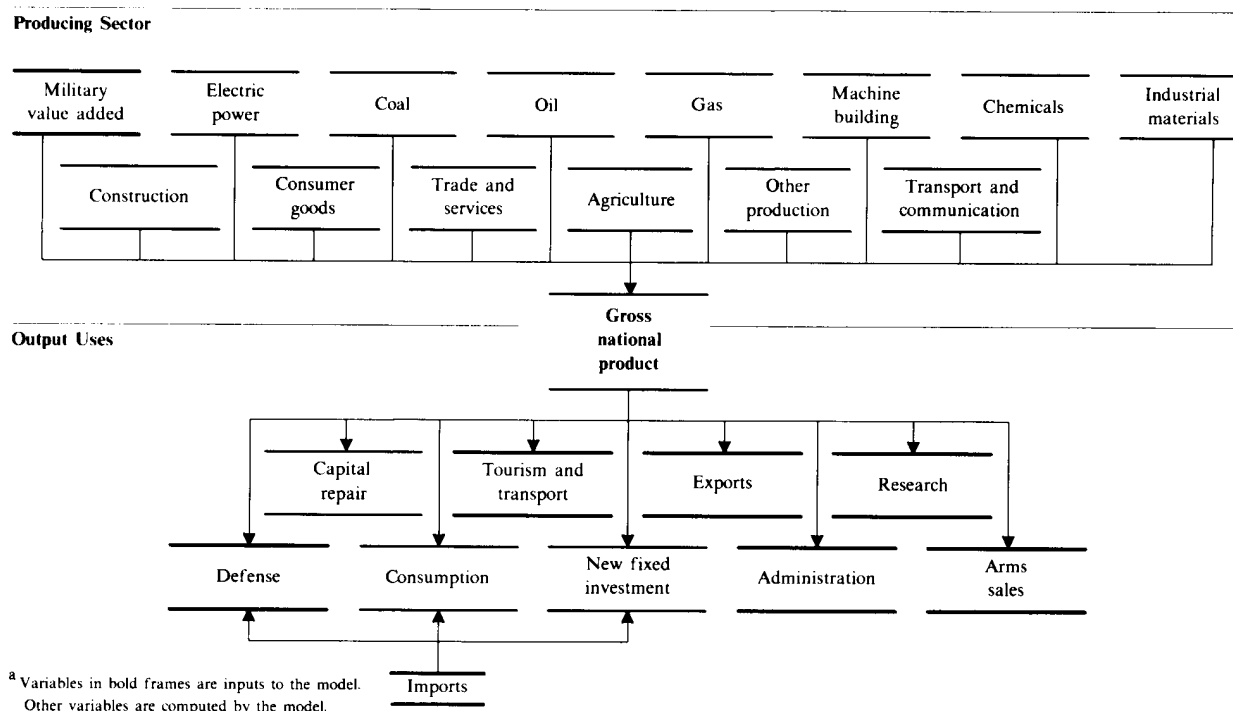 Producing Sector
Military
value added
Electric
power
Coal
Oil
Gas
Machine
building
Chemicals
Industrial
materials
Construction
Consumer
goods
Trade and
services
Agriculture
Other
production
Transport and
communication
Gross
national
product
Output Uses
Capital
repair
Tourism and
transport
Exports
Research
Defense
Consumption
New fixed
investment
Administration
Arms
sales
Imports
a Variables in bold frames are inputs to the model.
Other variables are computed by the model.